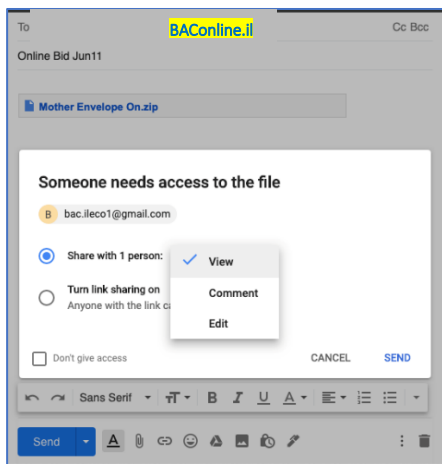 To BAConline.il Cc Bcc
Online Bid Jun11
Mother Envelope On.zip
Someone needs access to the file
B bac.ileco1@gmail.com
Share with 1 person:
View
Turn link sharing on
Comment
Anyone with the link ca
Edit
Don't give access CANCEL SEND
Sans Serif B I U A
Send A